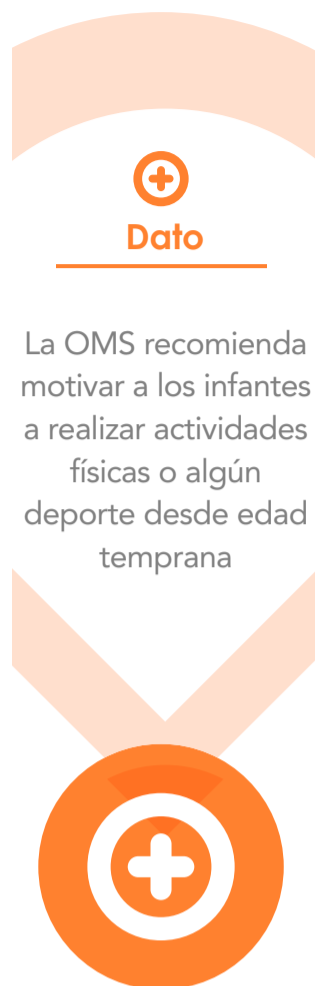 Dato
La OMS recomienda
motivar a los infantes
a realizar actividades
físicas o algún
deporte desde edad
temprana